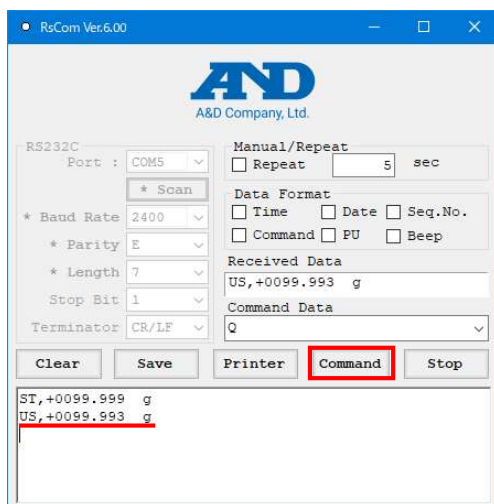 RsCom Ver.6.00
AND
A&D Company, Ltd.
RS232C
Port : COM5
* Scan
* Baud Rate 2400
* Parity E
* Length 7
Stop Bit 1
Terminator CR/LF
Manual/Repeat
Repeat 5 sec
Data Format
Time Date Seq.No.
Command PU Beep
Received Data
US,+0099.993 g
Command Data
Q
Clear Save Printer Command Stop
ST,+0099.999 g
US,+0099.993 g